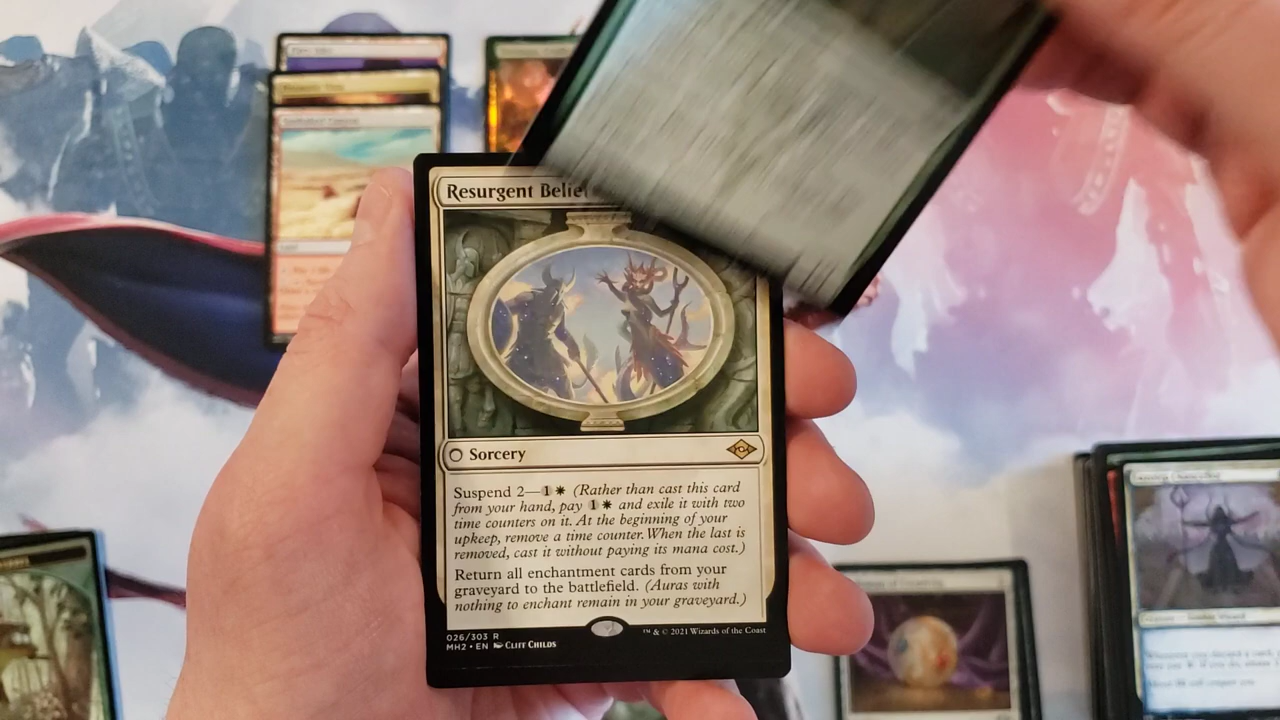 Resurgent Belie
Sorcery
Suspend 2—1 (Rather than cast this card
from your hand, pay 1 and exile it with two
time counters on it. At the beginning of your
upkeep, remove a time counter. When the last is
removed, cast it without paying its mana cost.)
Return all enchantment cards from your
graveyard to the battlefield. (Auras with
nothing to enchant remain in your graveyard.)
026/303 R
MH2 • EN Cliff Childs
™ & © 2021 Wizards of the Coast
Land